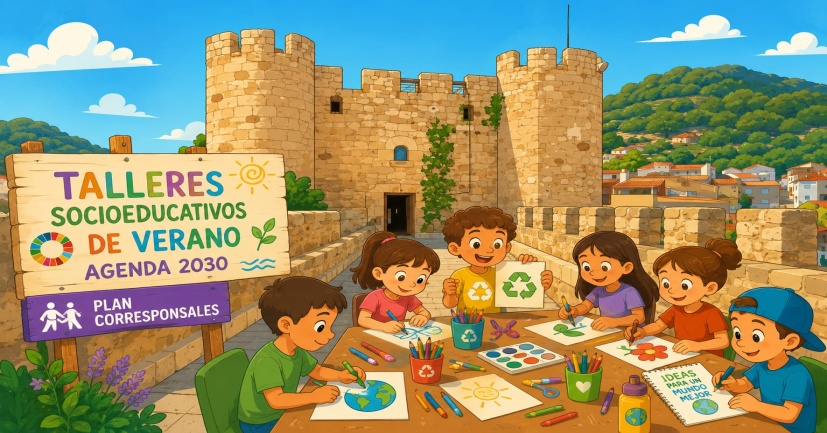 TALLERES
SOCIOEDUCATIVOS
DE VERANO
AGENDA 2030
PLAN
CORRESPONSALES
IDEAS
PARA UN
MUNDO
MEJOR